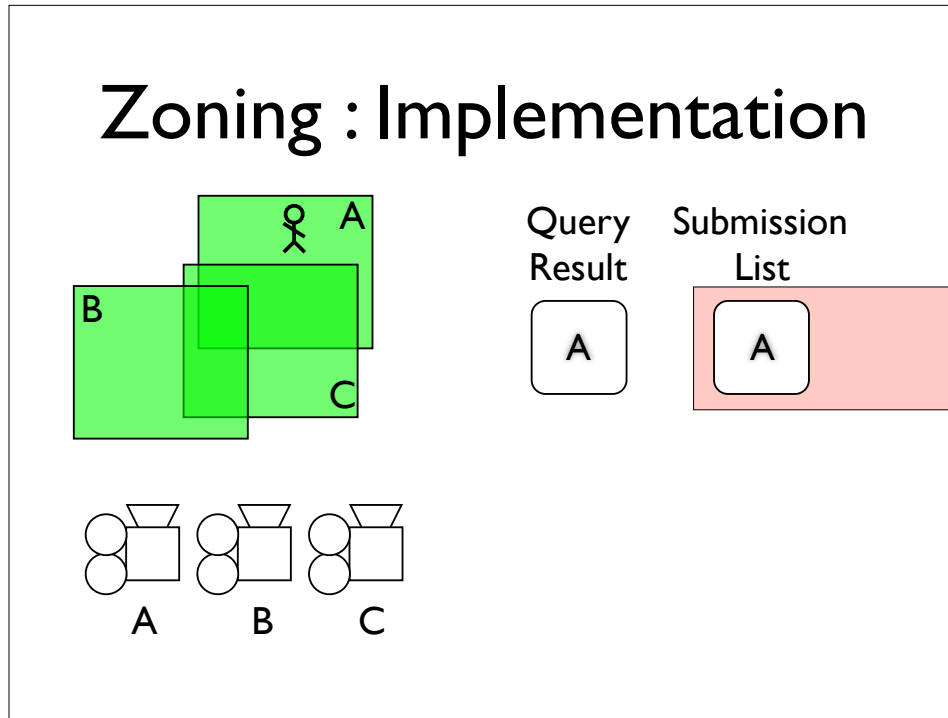 Zoning : Implementation
A
B
C
Query
Result
A
Submission
List
A
A
B
C